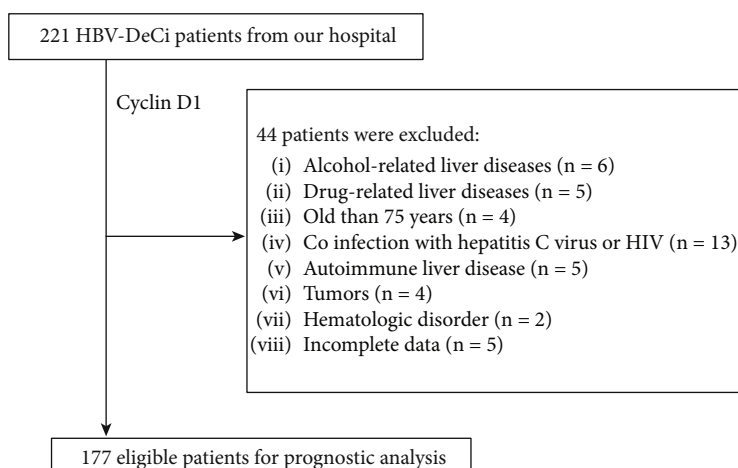 221 HBV-DeCi patients from our hospital
Cyclin D1
44 patients were excluded:
(i) Alcohol-related liver diseases (n = 6)
(ii) Drug-related liver diseases (n = 5)
(iii) Old than 75 years (n = 4)
(iv) Co infection with hepatitis C virus or HIV (n = 13)
(v) Autoimmune liver disease (n = 5)
(vi) Tumors (n = 4)
(vii) Hematologic disorder (n = 2)
(viii) Incomplete data (n = 5)
177 eligible patients for prognostic analysis